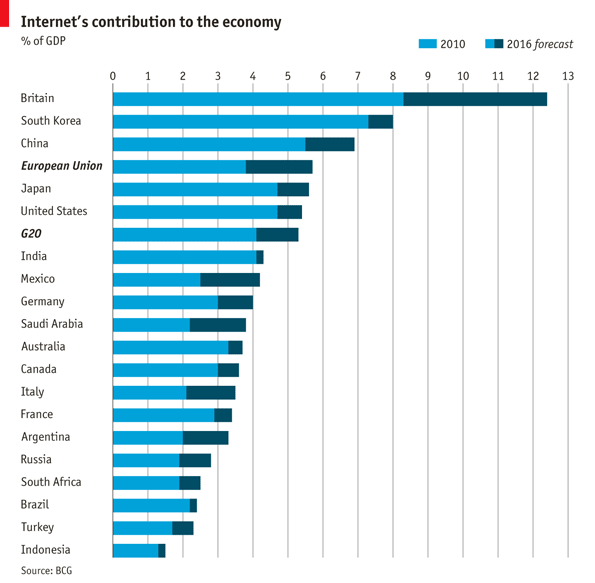 Internet's contribution to the economy
% of GDP
2010 2016 forecast
0 1 2 3 4 5 6 7 8 9 10 11 12 13
Britain
South Korea
China
European Union
Japan
United States
G20
India
Mexico
Germany
Saudi Arabia
Australia
Canada
Italy
France
Argentina
Russia
South Africa
Brazil
Turkey
Indonesia
Source: BCG